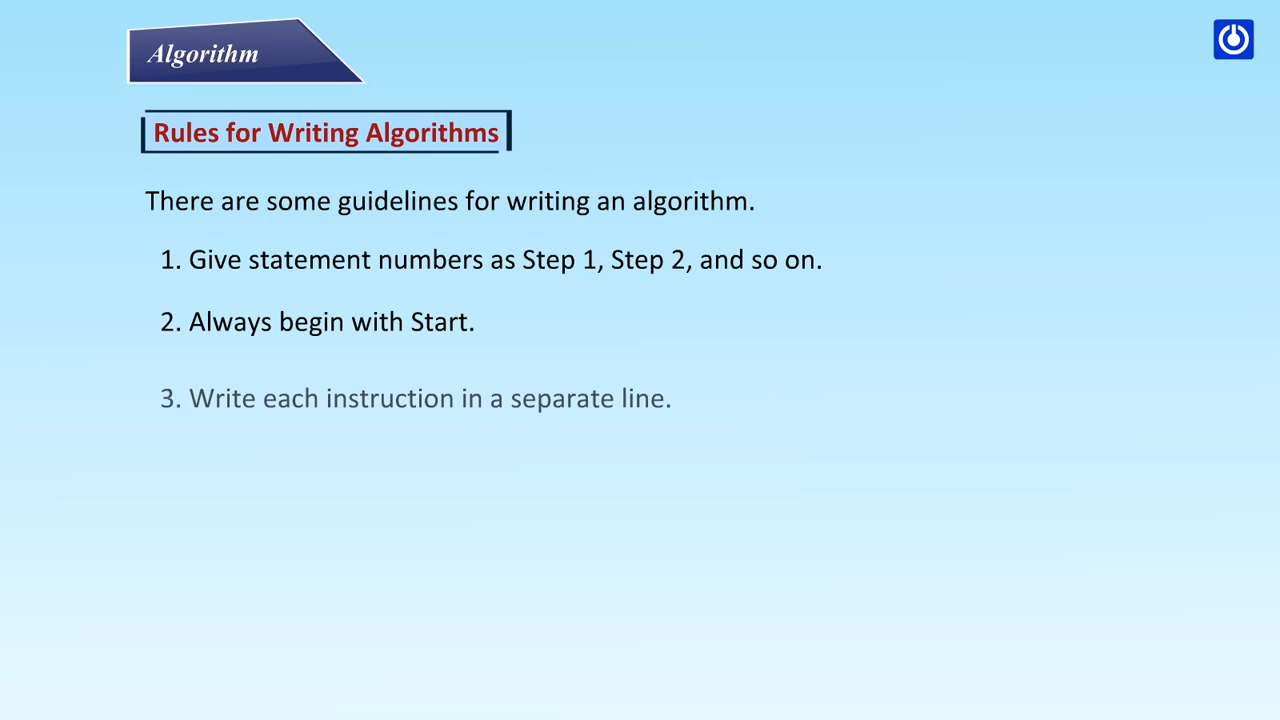 Algorithm
Rules for Writing Algorithms
There are some guidelines for writing an algorithm.
1. Give statement numbers as Step 1, Step 2, and so on.
2. Always begin with Start.
3. Write each instruction in a separate line.